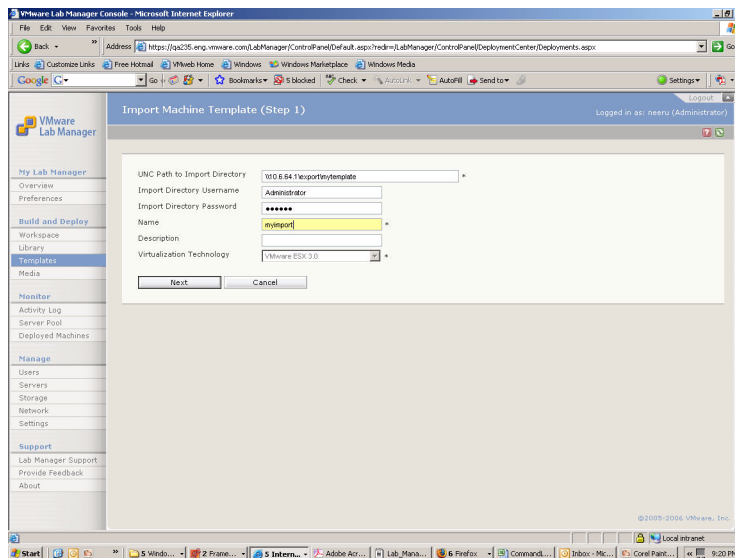 VMware Lab Manager Console - Microsoft Internet Explorer
File Edit View Favorites Tools Help
Back » Address https://qa235.eng.vmware.com/LabManager/ControlPanel/Default.aspx?redir=/LabManager/ControlPanel/DeploymentCenter/Deployments.aspx Go
Links Customize Links Free Hotmail VMweb Home Windows Windows Marketplace Windows Media
Google G Go Bookmarks 5 blocked Check AutoLink AutoFill Send to Settings
Logout
VMware Lab Manager
Import Machine Template (Step 1)
Logged in as: neeru (Administrator)
My Lab Manager
Overview
Preferences
Build and Deploy
Workspace
Library
Templates
Media
Monitor
Activity Log
Server Pool
Deployed Machines
Manage
Users
Servers
Storage
Network
Settings
Support
Lab Manager Support
Provide Feedback
About
UNC Path to Import Directory \\10.6.64.1\export\mytemplate *
Import Directory Username Administrator
Import Directory Password ●●●●●●
Name myimport *
Description
Virtualization Technology VMware ESX 3.0 *
Next Cancel
©2005-2006 VMware, Inc.
Local intranet
Start » 5 Windo... 2 Frame... 5 Intern... Adobe Acr... Lab_Mana... 6 Firefox CommandL... Inbox - Mic... Corel Paint... « 9:20 PM